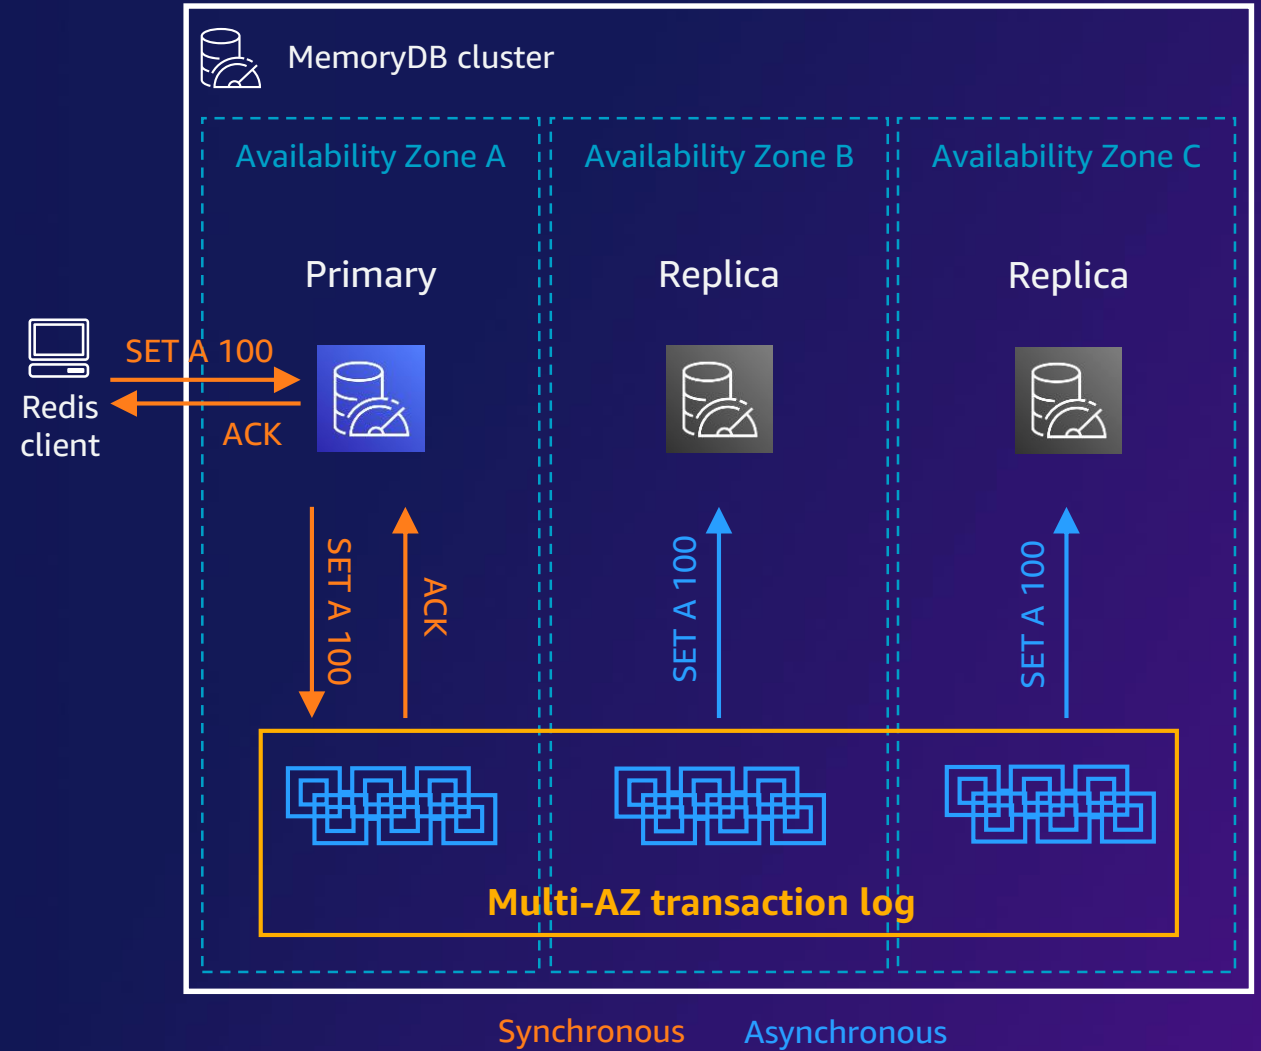 MemoryDB cluster
Availability Zone A
Availability Zone B
Availability Zone C
Primary
Replica
Replica
SET A 100
Redis
client
ACK
SET A 100
ACK
SET A 100
SET A 100
Multi-AZ transaction log
Synchronous
Asynchronous